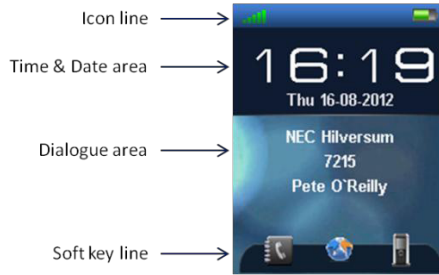 Icon line
Time & Date area
16:19
Thu 16-08-2012
Dialogue area
NEC Hilversum
7215
Pete O`Reilly
Soft key line